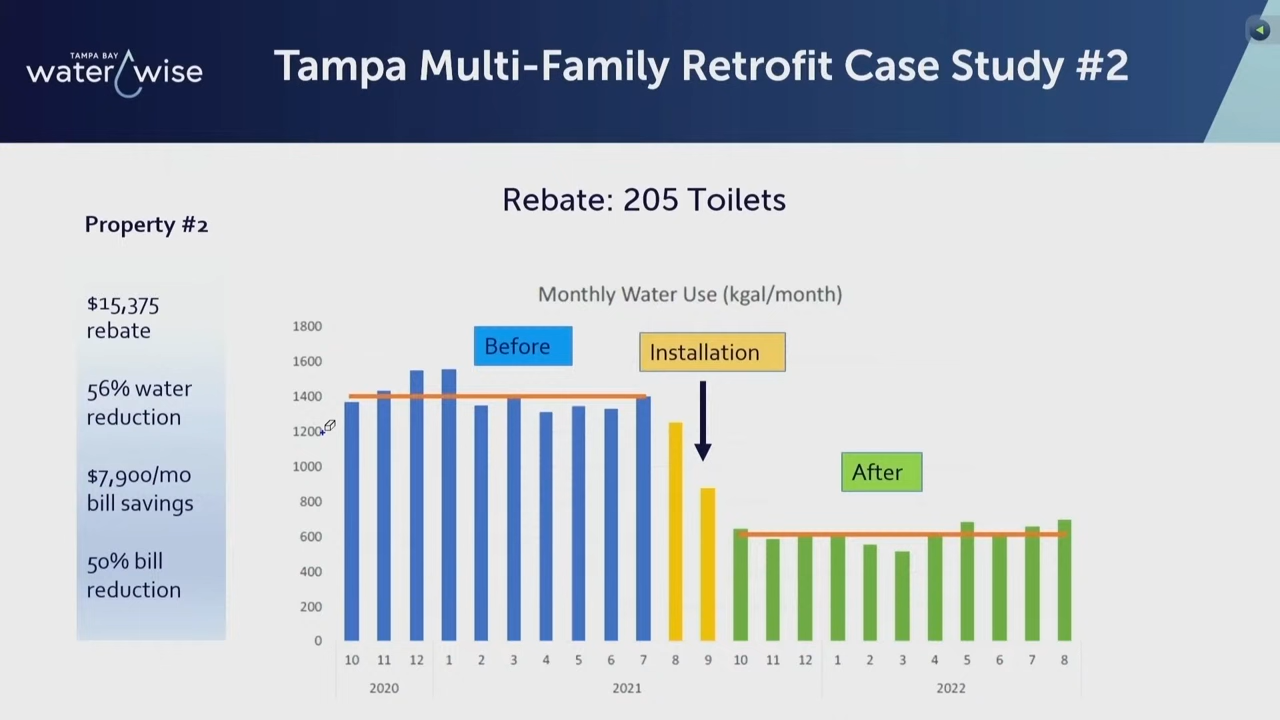 TAMPA BAY
water wise
Tampa Multi-Family Retrofit Case Study #2
Rebate: 205 Toilets
Property #2
$15,375
rebate
56% water
reduction
$7,900/mo
bill savings
50% bill
reduction
Monthly Water Use (kgal/month)
1800
1600
1400
1200
1000
800
600
400
200
0
Before
Installation
After
10 11 12 1 2 3 4 5 6 7 8 9 10 11 12 1 2 3 4 5 6 7 8
2020 2021 2022